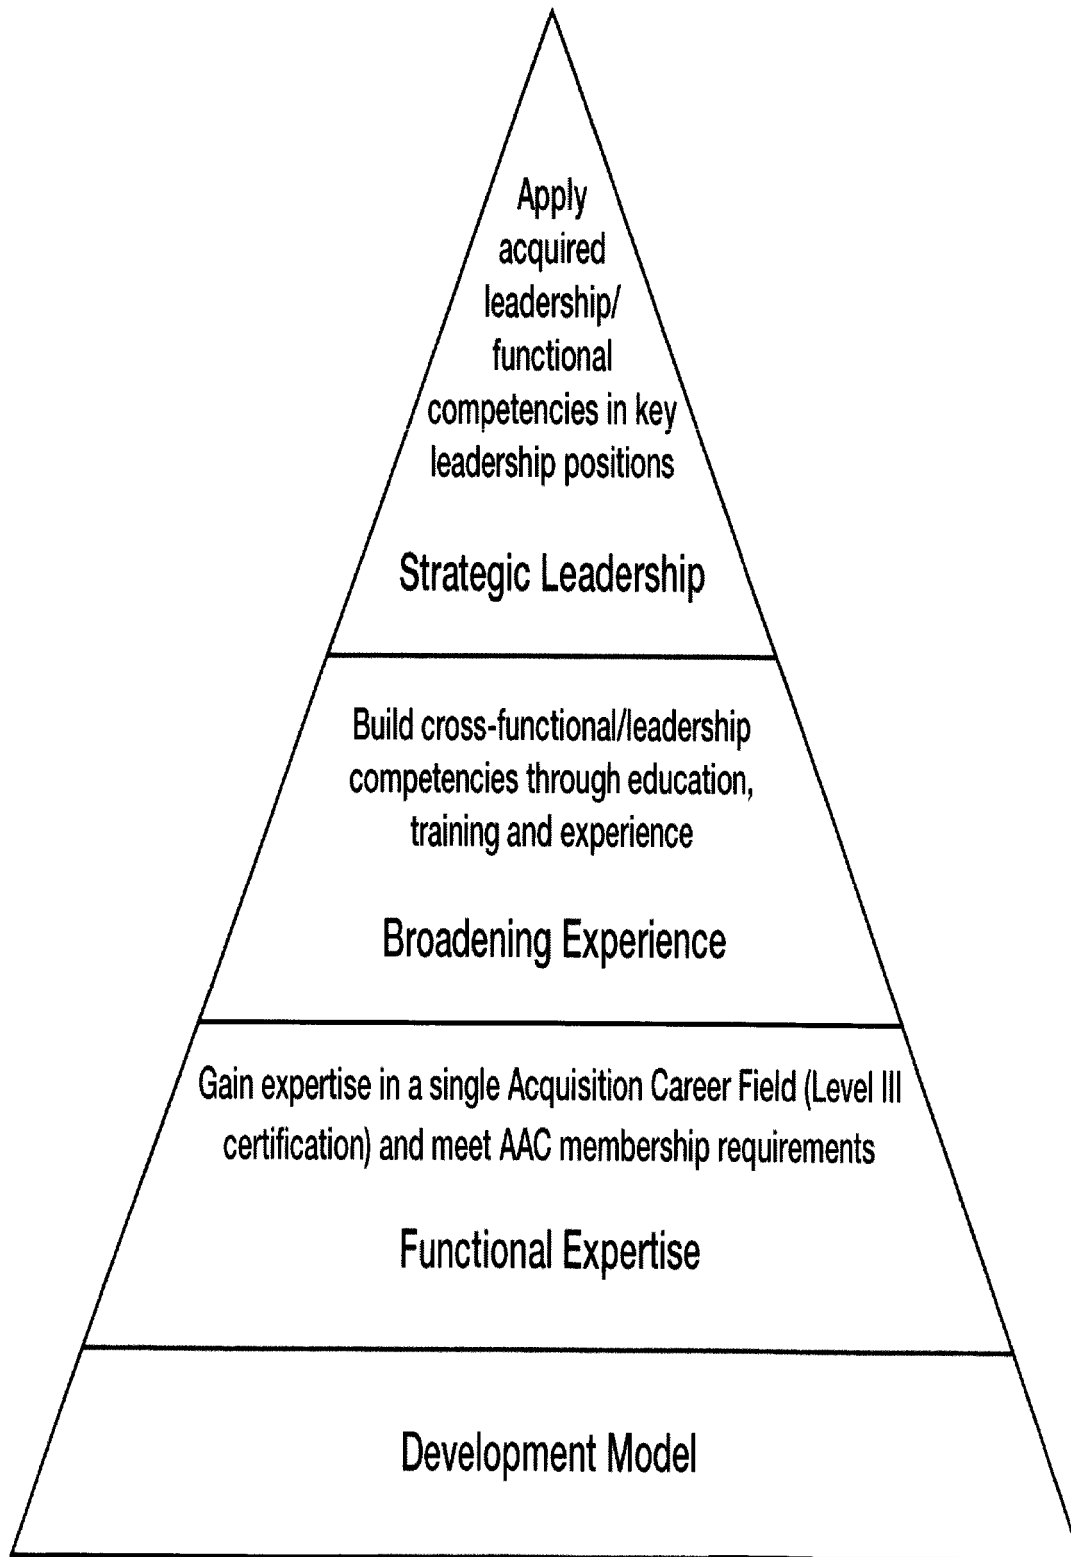 Apply
acquired
leadership/
functional
competencies in key
leadership positions
Strategic Leadership
Build cross-functional/leadership
competencies through education,
training and experience
Broadening Experience
Gain expertise in a single Acquisition Career Field (Level III
certification) and meet AAC membership requirements
Functional Expertise
Development Model